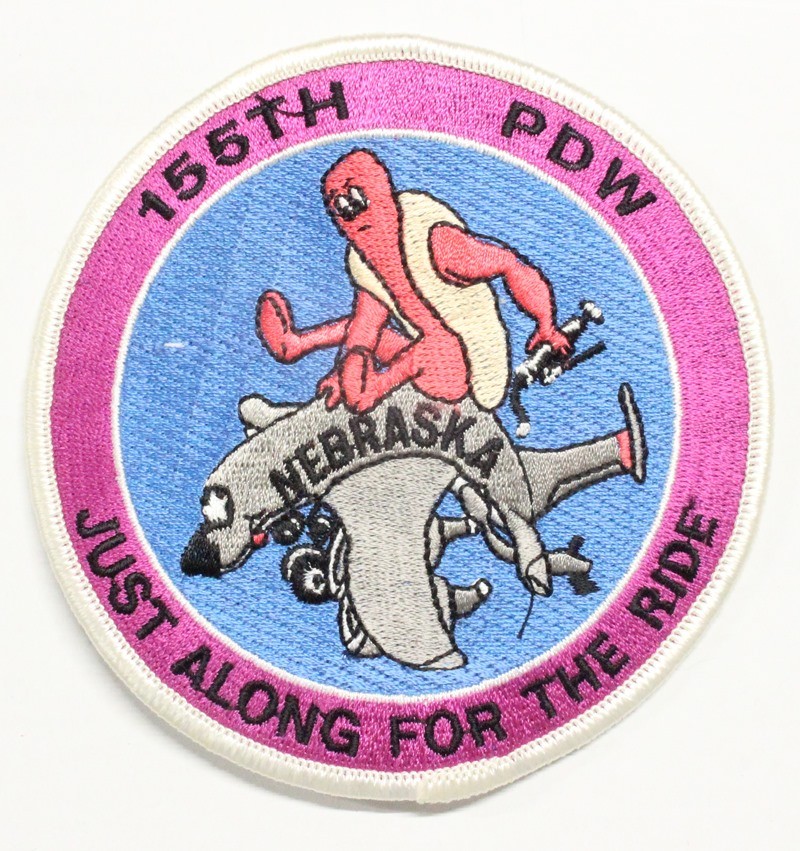 155TH PDW
NEBRASKA
JUST ALONG FOR THE RIDE